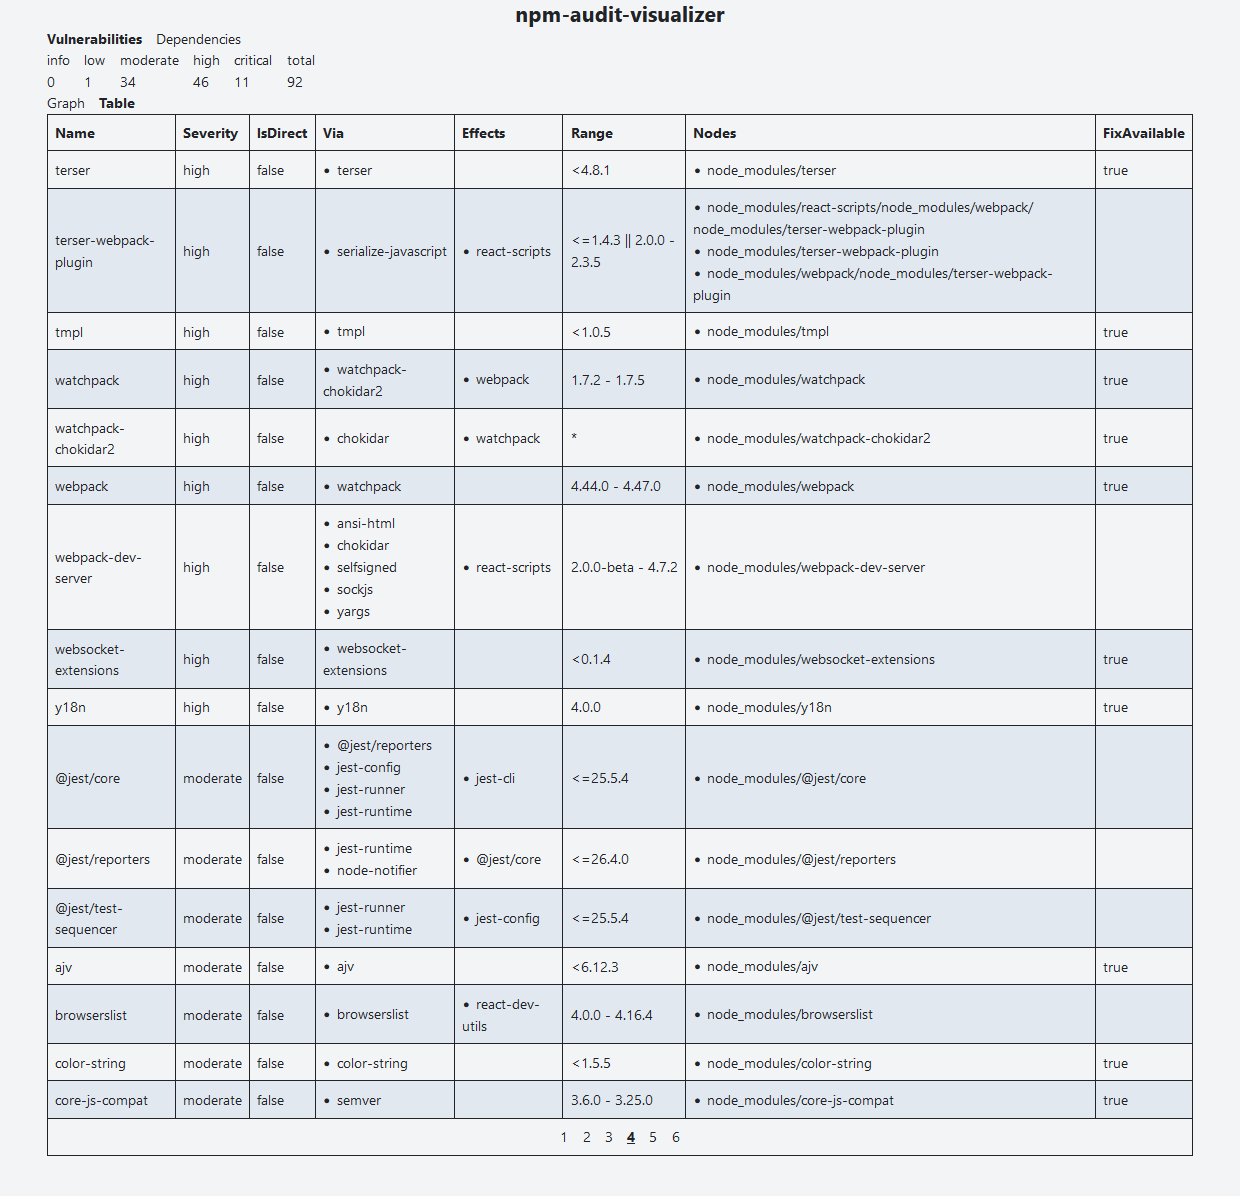 npm-audit-visualizer
Vulnerabilities Dependencies
info low moderate high critical total
0 1 34 46 11 92
Graph Table
Name Severity IsDirect Via Effects Range Nodes FixAvailable
terser high false • terser <4.8.1 • node_modules/terser true
terser-webpack-
plugin
high false • serialize-javascript • react-scripts
<=1.4.3 || 2.0.0 -
2.3.5
• node_modules/react-scripts/node_modules/webpack/
node_modules/terser-webpack-plugin
• node_modules/terser-webpack-plugin
• node_modules/webpack/node_modules/terser-webpack-
plugin
tmpl high false • tmpl <1.0.5 • node_modules/tmpl true
watchpack high false
• watchpack-
chokidar2
• webpack 1.7.2 - 1.7.5 • node_modules/watchpack true
watchpack-
chokidar2
high false • chokidar • watchpack * • node_modules/watchpack-chokidar2 true
webpack high false • watchpack 4.44.0 - 4.47.0 • node_modules/webpack true
webpack-dev-
server
high false
• ansi-html
• chokidar
• selfsigned
• sockjs
• yargs
• react-scripts 2.0.0-beta - 4.7.2 • node_modules/webpack-dev-server
websocket-
extensions
high false
• websocket-
extensions
<0.1.4 • node_modules/websocket-extensions true
y18n high false • y18n 4.0.0 • node_modules/y18n true
@jest/core moderate false
• @jest/reporters
• jest-config
• jest-runner
• jest-runtime
• jest-cli <=25.5.4 • node_modules/@jest/core
@jest/reporters moderate false
• jest-runtime
• node-notifier
• @jest/core <=26.4.0 • node_modules/@jest/reporters
@jest/test-
sequencer
moderate false
• jest-runner
• jest-runtime
• jest-config <=25.5.4 • node_modules/@jest/test-sequencer
ajv moderate false • ajv <6.12.3 • node_modules/ajv true
browserslist moderate false • browserslist
• react-dev-
utils
4.0.0 - 4.16.4 • node_modules/browserslist
color-string moderate false • color-string <1.5.5 • node_modules/color-string true
core-js-compat moderate false • semver 3.6.0 - 3.25.0 • node_modules/core-js-compat true
1 2 3 4 5 6